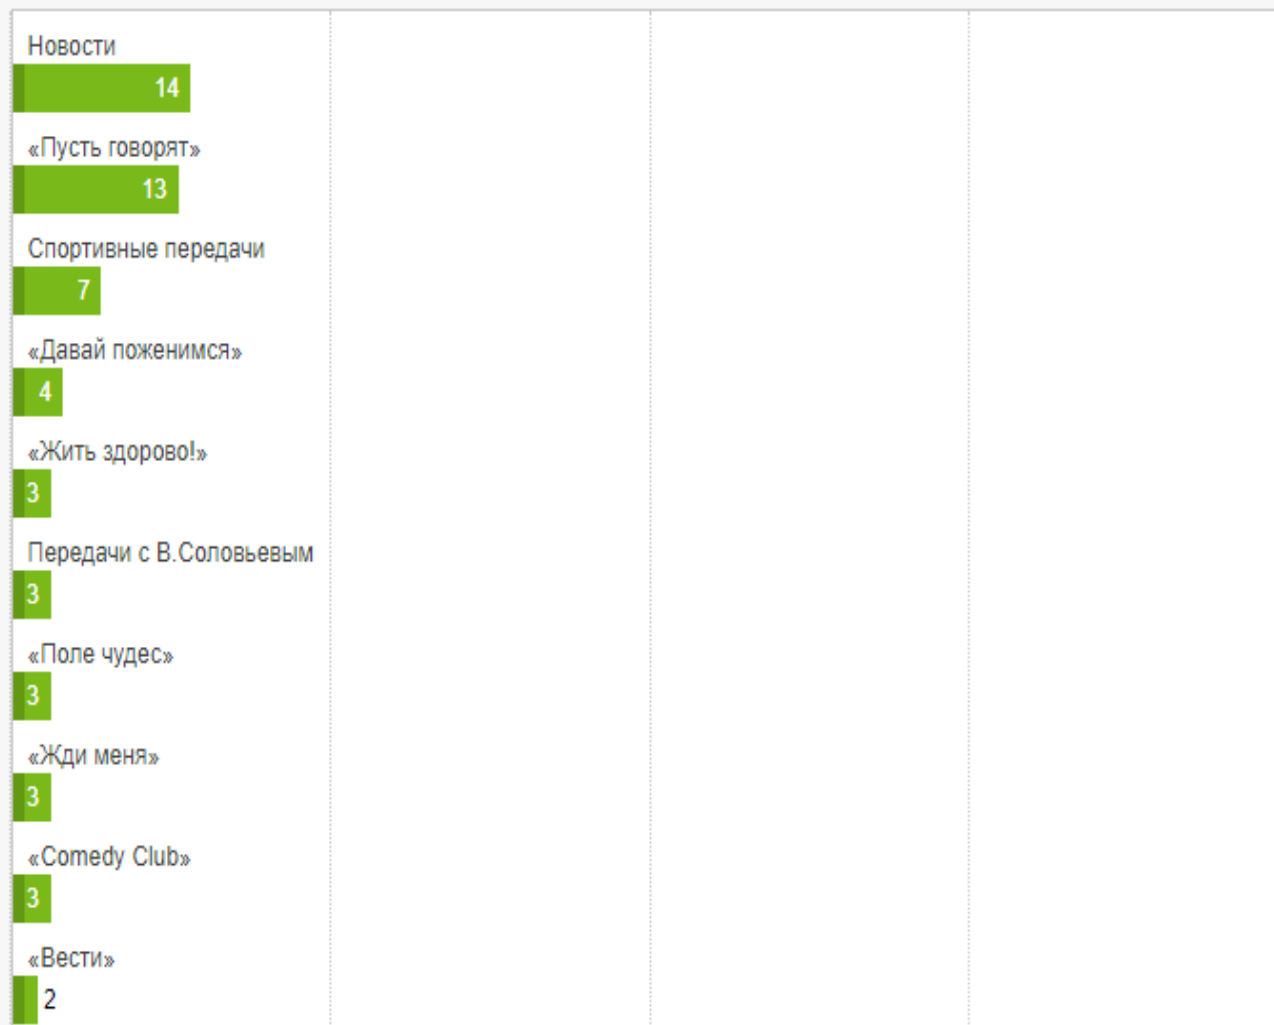 Новости
14
«Пусть говорят»
13
Спортивные передачи
7
«Давай поженимся»
4
«Жить здорово!»
3
Передачи с В.Соловьевым
3
«Поле чудес»
3
«Жди меня»
3
«Comedy Club»
3
«Вести»
2